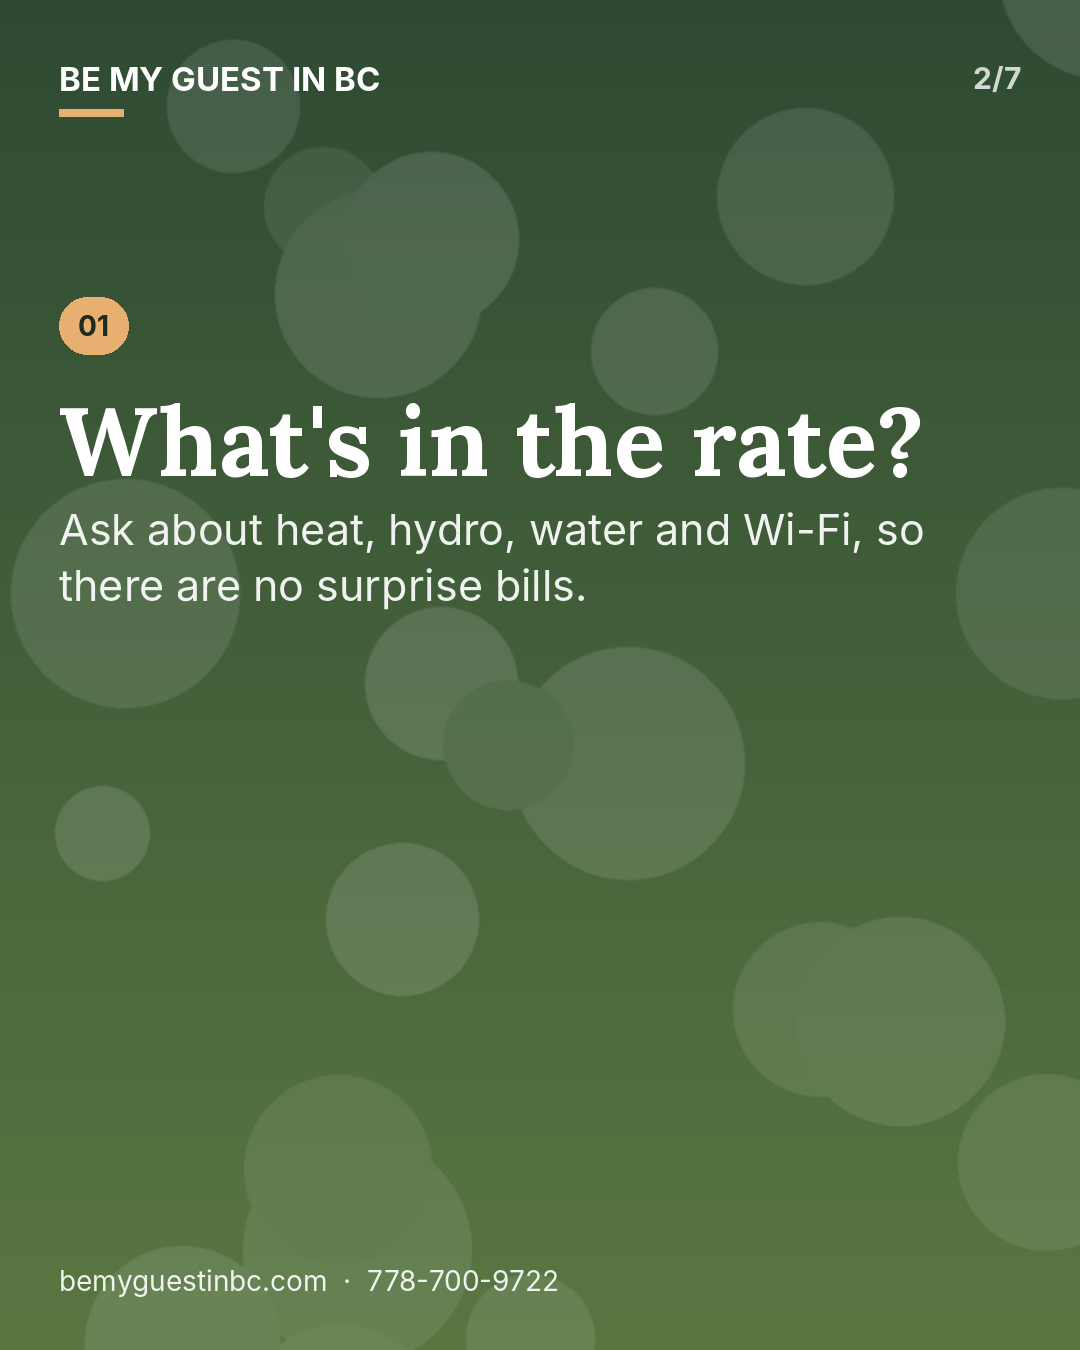 BE MY GUEST IN BC
2/7
01
What's in the rate?
Ask about heat, hydro, water and Wi-Fi, so
there are no surprise bills.
bemyguestinbc.com · 778-700-9722